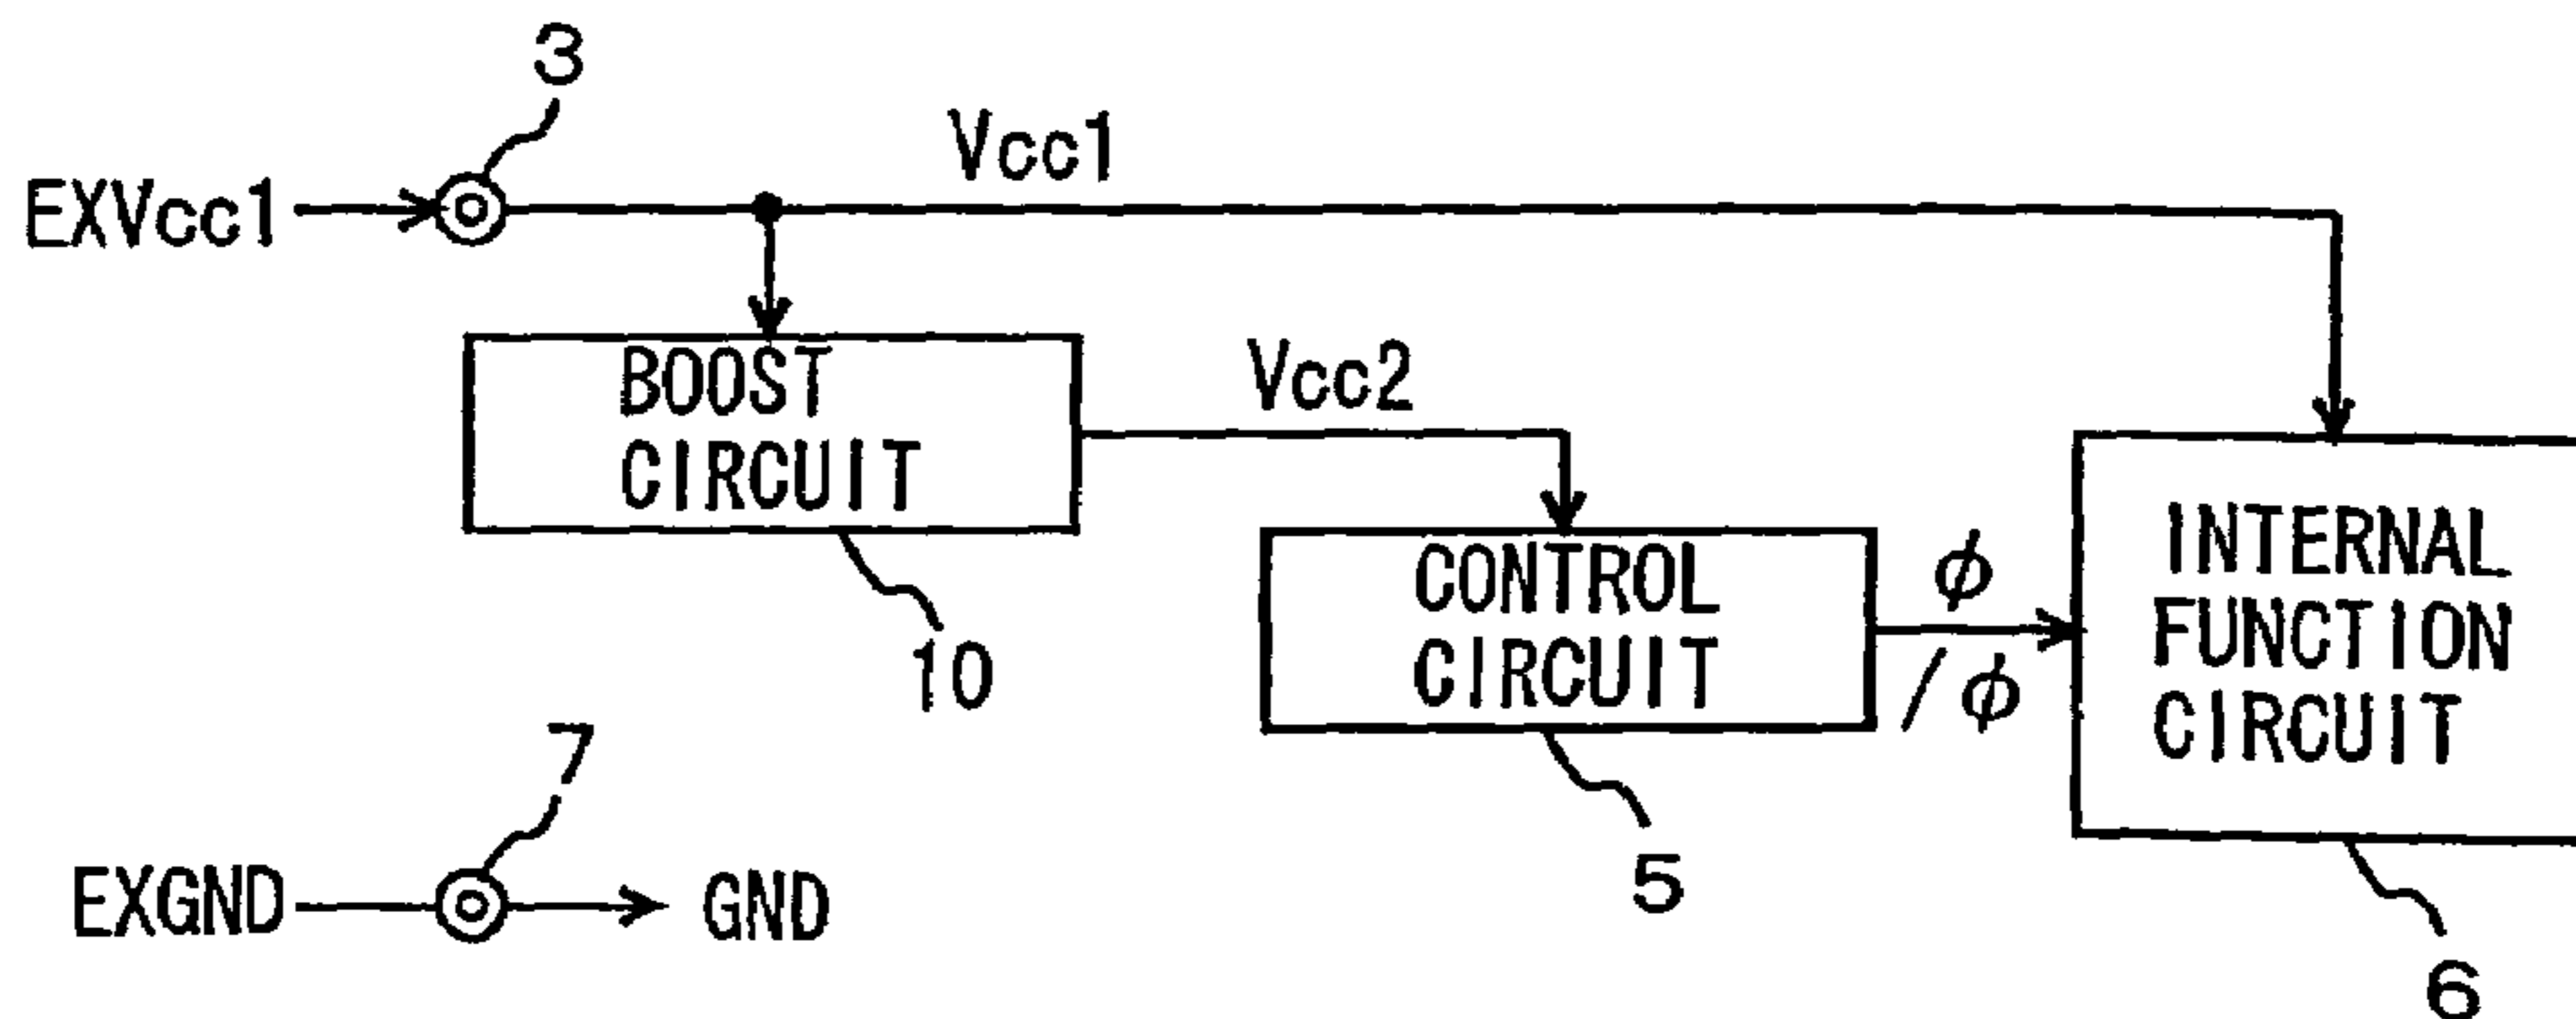 3
Vcc1
EXVcc1
BOOST
CIRCUIT
Vcc2
10
CONTROL
CIRCUIT
φ
/φ
INTERNAL
FUNCTION
CIRCUIT
7
5
EXGND
GND
6